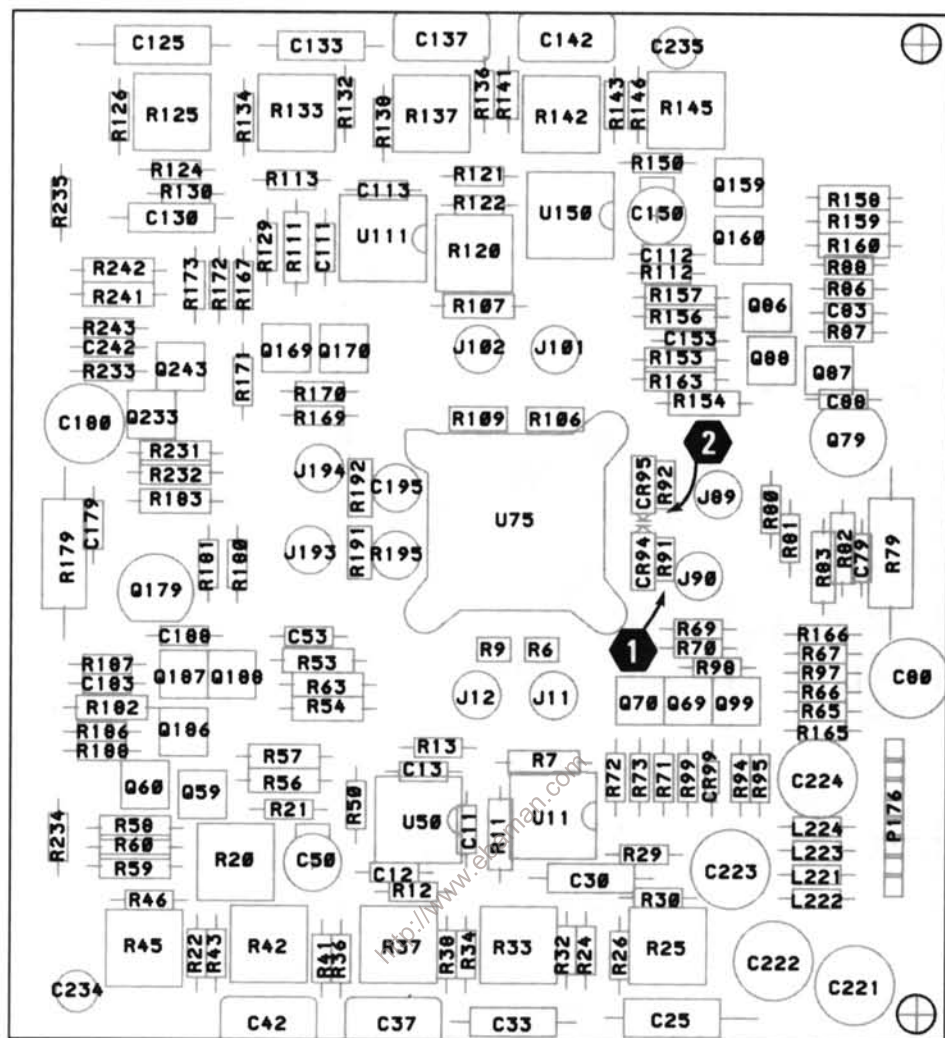 C125 C133 C137 C142 C235
R126 R125 R134 R133 R132 R138 R137 R136 R141 R142 R143 R146 R145
R124 R113 R121 R150
R235 R130 C113 Q159
C130 R129 R111 C111 U111 R122 U150 C150 R158
R120 Q160 R159
C112 R160
R242 R173 R172 R167 R112 R88
R241 R107 R157 Q86 R86
R243 R156 C83
C242 Q169 Q170 J102 J101 C153 R87
R233 Q243 R171 R153 Q88 Q87
R170 R163
C180 Q233 R169 R109 R106 R154 C88
R231 2 Q79
R232 J194 R192 C195 CR95 R92 J89
R183 U75 R80
R179 C179 R181 R180 J193 R191 R195 CR94 R91 R81 R83 R82 C79 R79
Q179 J90
C188 C53 R9 R6 1 R69 R166
R187 R53 R70 R67
C183 Q187 Q188 R63 R98 R97 C80
R182 R54 J12 J11 Q70 Q69 Q99 R66
R186 Q186 R65
R188 R13 R165
R57 C13 R7 R72 R73 R71 R99 CR99 R94 R95
Q60 Q59 R56 C224 P176
R234 R58 R21 R50 U50 C11 R11 U11 L224
R60 R20 C50 R29 L223
R59 C12 C30 C223 L221
R46 R12 R30 L222
R45 R22 R43 R42 R41 R36 R37 R38 R34 R33 R32 R24 R26 R25
C234 C222 C221
C42 C37 C33 C25
http://www.ebaman.com